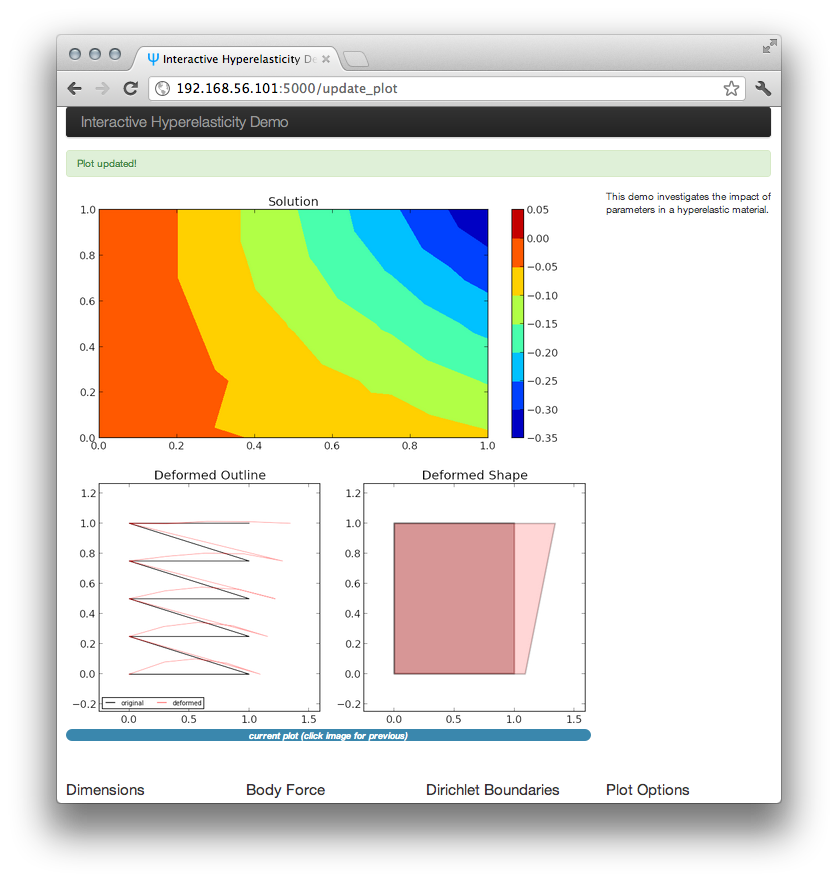 Interactive Hyperelasticity De
192.168.56.101:5000/update_plot
Interactive Hyperelasticity Demo
Plot updated!
Solution
This demo investigates the impact of
parameters in a hyperelastic material.
1.0
0.8
0.6
0.4
0.2
0.0
0.0 0.2 0.4 0.6 0.8 1.0
0.05
0.00
−0.05
−0.10
−0.15
−0.20
−0.25
−0.30
−0.35
Deformed Outline
1.2
1.0
0.8
0.6
0.4
0.2
0.0
−0.2
original deformed
0.0 0.5 1.0 1.5
Deformed Shape
1.2
1.0
0.8
0.6
0.4
0.2
0.0
−0.2
0.0 0.5 1.0 1.5
current plot (click image for previous)
Dimensions Body Force Dirichlet Boundaries Plot Options